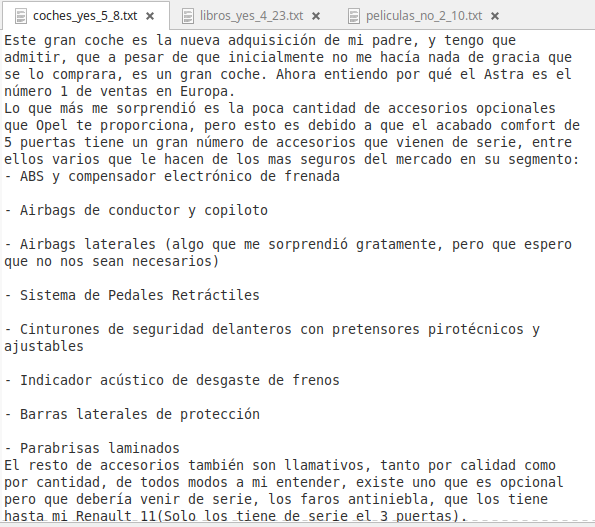 coches_yes_5_8.txt
libros_yes_4_23.txt
peliculas_no_2_10.txt
Este gran coche es la nueva adquisición de mi padre, y tengo que
admitir, que a pesar de que inicialmente no me hacía nada de gracia que
se lo comprara, es un gran coche. Ahora entiendo por qué el Astra es el
número 1 de ventas en Europa.
Lo que más me sorprendió es la poca cantidad de accesorios opcionales
que Opel te proporciona, pero esto es debido a que el acabado comfort de
5 puertas tiene un gran número de accesorios que vienen de serie, entre
ellos varios que le hacen de los mas seguros del mercado en su segmento:
- ABS y compensador electrónico de frenada
- Airbags de conductor y copiloto
- Airbags laterales (algo que me sorprendió gratamente, pero que espero
que no nos sean necesarios)
- Sistema de Pedales Retráctiles
- Cinturones de seguridad delanteros con pretensores pirotécnicos y
ajustables
- Indicador acústico de desgaste de frenos
- Barras laterales de protección
- Parabrisas laminados
El resto de accesorios también son llamativos, tanto por calidad como
por cantidad, de todos modos a mi entender, existe uno que es opcional
pero que debería venir de serie, los faros antiniebla, que los tiene
hasta mi Renault 11(Solo los tiene de serie el 3 puertas).